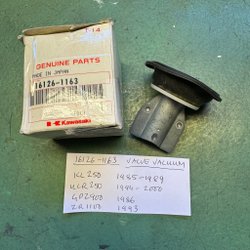 GENUINE PARTS
MADE IN JAPAN
16126-1163
Kawasaki
16126-1163 VALVE VACUUM
KL250 1985-1989
KLR250 1994-2000
GPZ900 1986
ZR1100 1993